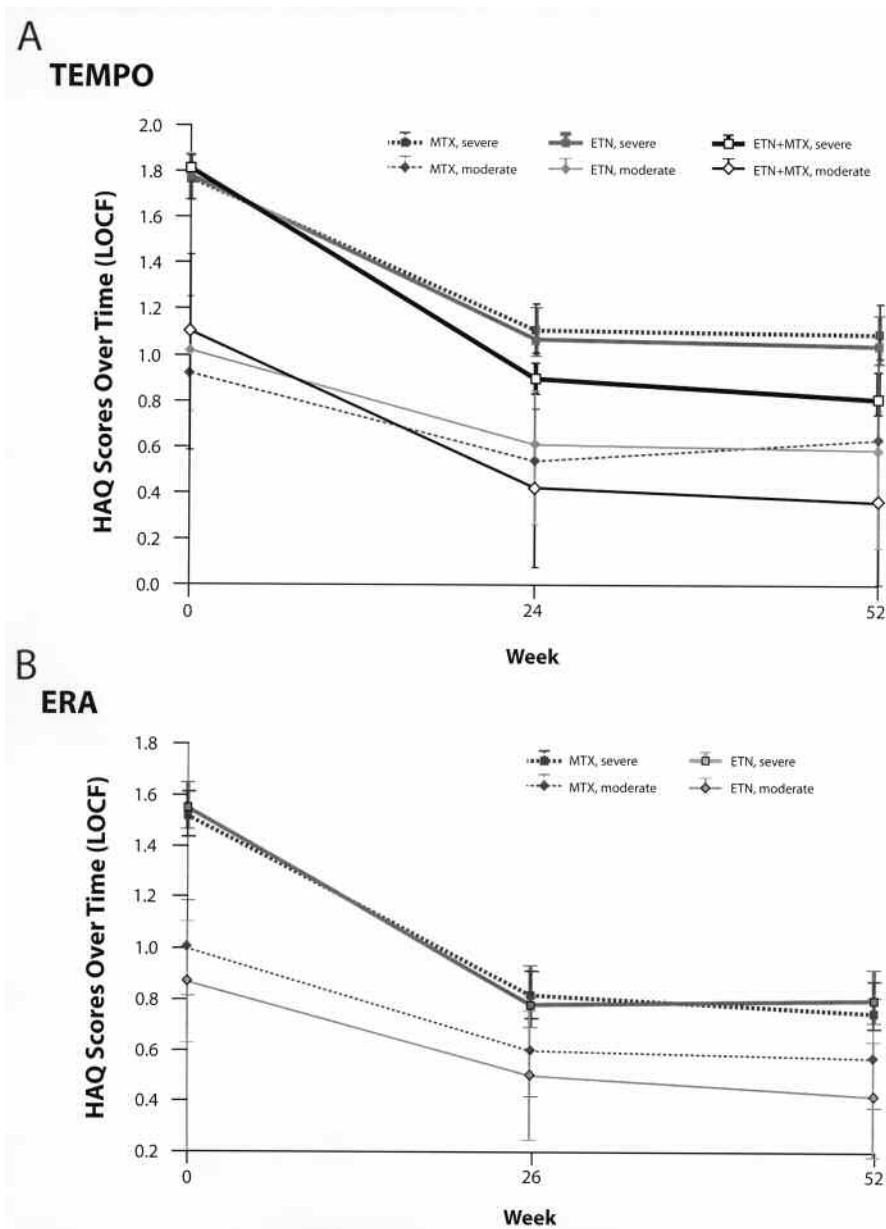 A
TEMPO
HAQ Scores Over Time (LOCF)
2.0
1.8
1.6
1.4
1.2
1.0
0.8
0.6
0.4
0.2
0.0
MTX, severe ETN, severe ETN+MTX, severe
MTX, moderate ETN, moderate ETN+MTX, moderate
0 24 52
Week
B
ERA
HAQ Scores Over Time (LOCF)
1.8
1.6
1.4
1.2
1.0
0.8
0.6
0.4
0.2
MTX, severe ETN, severe
MTX, moderate ETN, moderate
0 26 52
Week